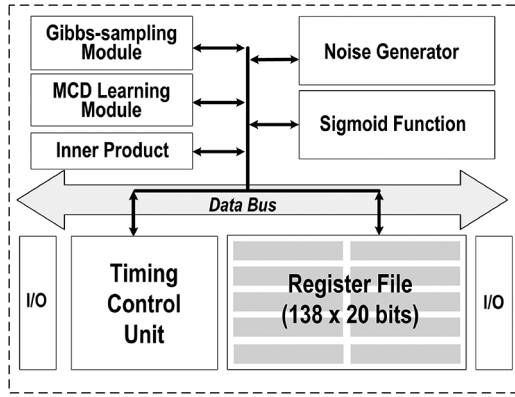 Gibbs-sampling
Module
Noise Generator
MCD Learning
Module
Sigmoid Function
Inner Product
Data Bus
I/O
Timing
Control
Unit
Register File
(138 x 20 bits)
I/O